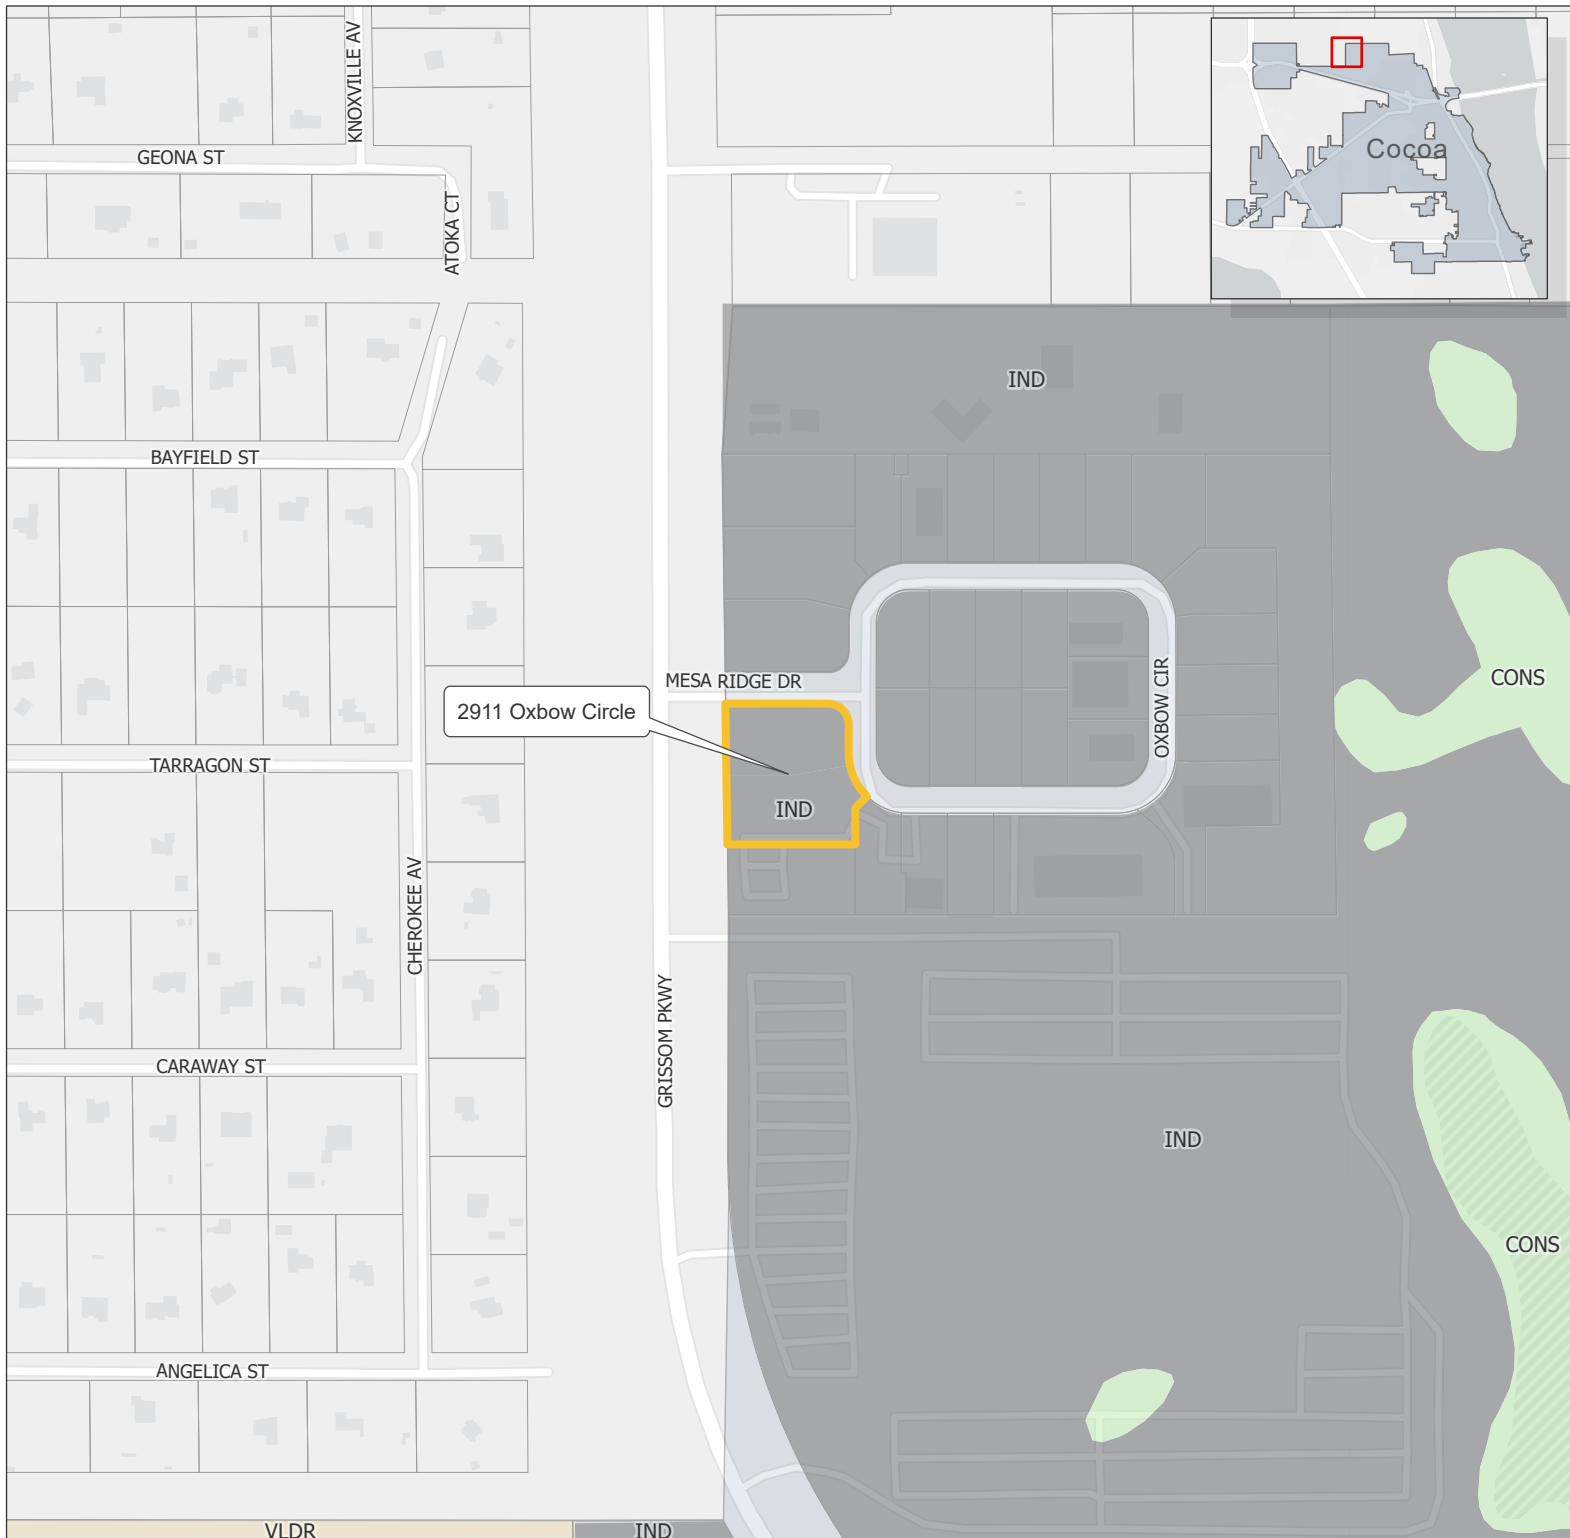 KNOXVILLE AV
GEONA ST
Cocoa
ATOKA CT
IND
BAYFIELD ST
MESA RIDGE DR
OXBOW CIR
CONS
2911 Oxbow Circle
TARRAGON ST
IND
CHEROKEE AV
GRISSOM PKWY
CARAWAY ST
IND
CONS
ANGELICA ST
VLDR
IND